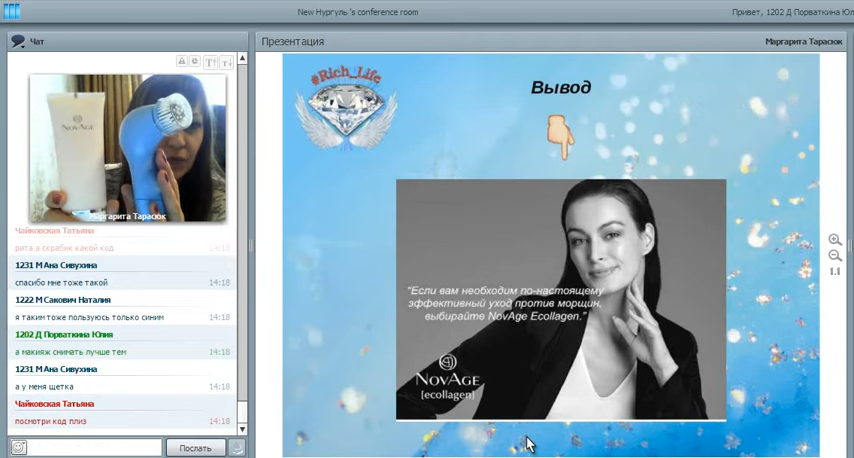 New Нургуль 's conference room
Привет, 1202 Д Порваткина Юл
Чат
NovAge
Маргарита Тарасюк
Чайковская Татьяна
рита а скрабик какой код 14:18
1231 М Ана Сивухина
спасибо мне тоже такой 14:18
1222 М Сакович Наталия
я таким тоже пользуюсь только синим 14:18
1202 Д Порваткина Юлия
а макияж снимать лучше тем 14:18
1231 М Ана Сивухина
а у меня щетка 14:18
Чайковская Татьяна
посмотри код плиз 14:18
Послать
Презентация
Маргарита Тарасюк
#Rich_Life
Вывод
"Если вам необходим по-настоящему
эффективный уход против морщин,
выбирайте NovAge Ecollagen."
NovAge
[ecollagen]
1.1